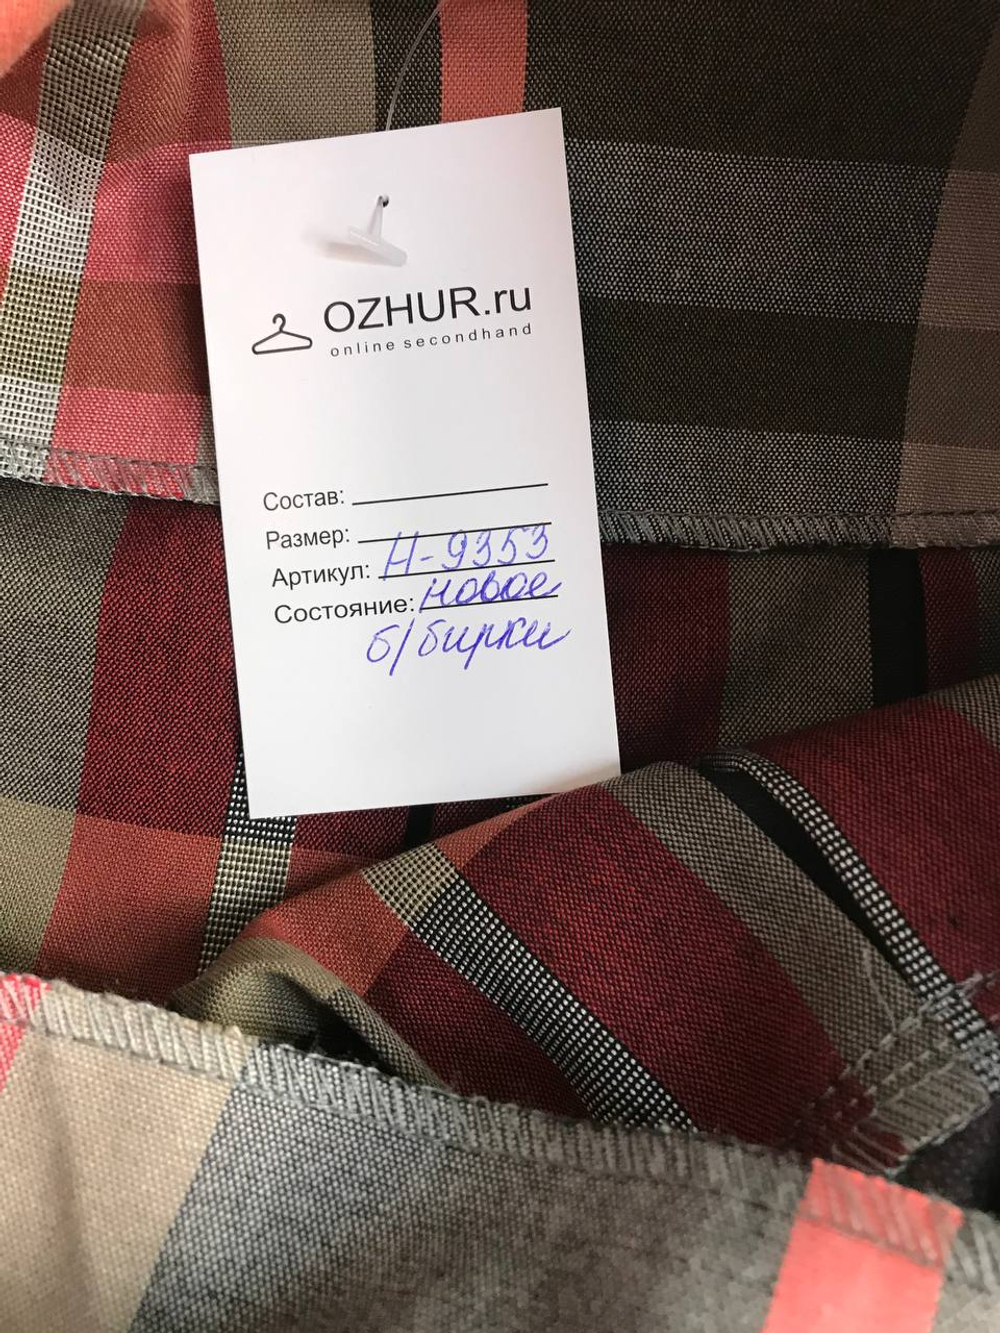 OZHUR.ru
online secondhand
Состав:
Размер:
Артикул: Н-9353
Состояние: новое
б/бирки